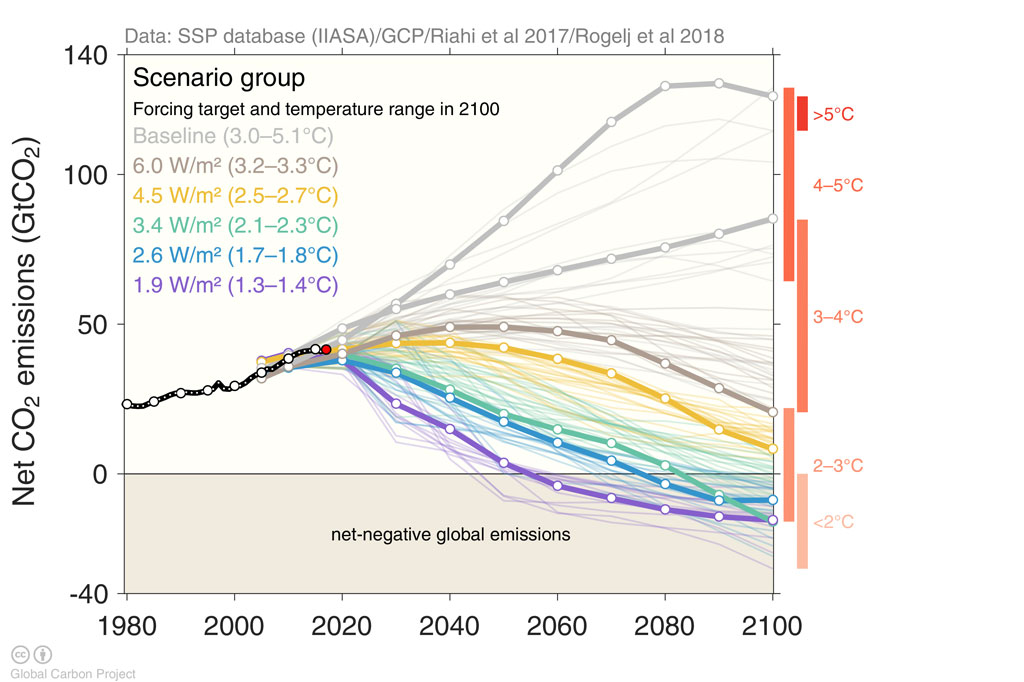 Data: SSP database (IIASA)/GCP/Riahi et al 2017/Rogelj et al 2018
Net CO₂ emissions (GtCO₂)
140
100
50
0
-40
Scenario group
Forcing target and temperature range in 2100
Baseline (3.0–5.1°C)
6.0 W/m² (3.2–3.3°C)
4.5 W/m² (2.5–2.7°C)
3.4 W/m² (2.1–2.3°C)
2.6 W/m² (1.7–1.8°C)
1.9 W/m² (1.3–1.4°C)
>5°C
4–5°C
3–4°C
2–3°C
<2°C
net-negative global emissions
1980 2000 2020 2040 2060 2080 2100
cc
Global Carbon Project